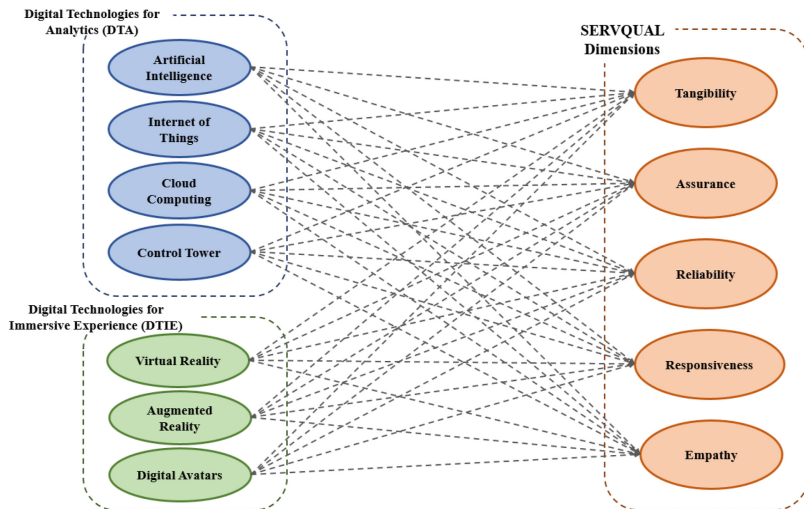 Digital Technologies for
Analytics (DTA)
Artificial
Intelligence
Internet of
Things
Cloud
Computing
Control Tower
Digital Technologies for
Immersive Experience (DTIE)
Virtual Reality
Augmented
Reality
Digital Avatars
SERVQUAL
Dimensions
Tangibility
Assurance
Reliability
Responsiveness
Empathy